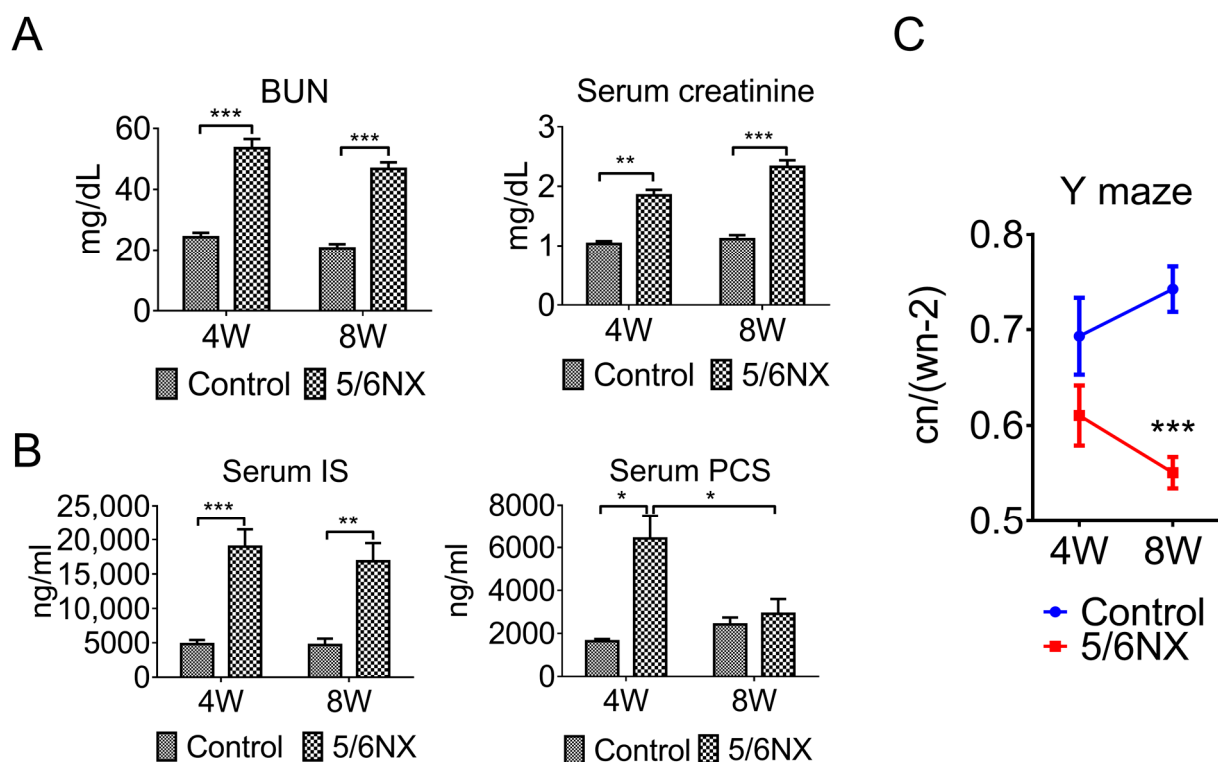 A
BUN
mg/dL
60
40
20
0
***
***
4W
8W
Control
5/6NX
Serum creatinine
mg/dL
3
2
1
0
**
***
4W
8W
Control
5/6NX
B
Serum IS
ng/ml
25,000
20,000
15,000
10,000
5000
0
***
**
4W
8W
Control
5/6NX
Serum PCS
ng/ml
8000
6000
4000
2000
0
*
*
4W
8W
Control
5/6NX
C
Y maze
cn/(wn-2)
0.8
0.7
0.6
0.5
***
4W
8W
Control
5/6NX